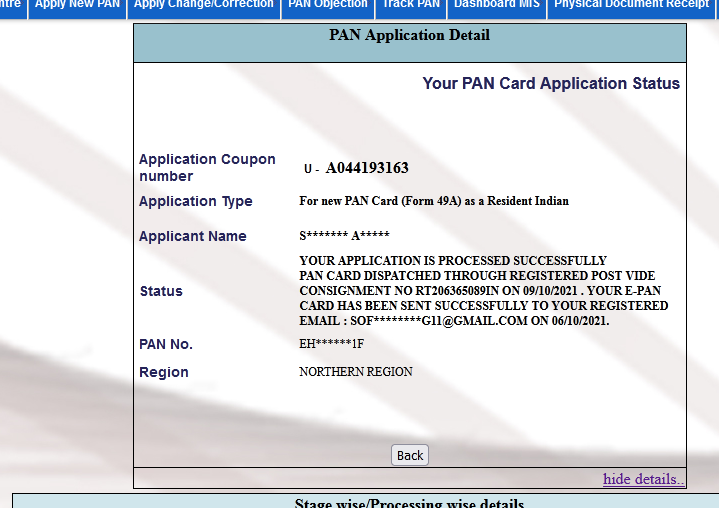 ntre Apply New PAN Apply Change/Correction PAN Objection Track PAN Dashboard MIS Physical Document Receipt
PAN Application Detail
Your PAN Card Application Status
Application Coupon number U - A044193163
Application Type For new PAN Card (Form 49A) as a Resident Indian
Applicant Name S******* A*****
Status
YOUR APPLICATION IS PROCESSED SUCCESSFULLY
PAN CARD DISPATCHED THROUGH REGISTERED POST VIDE
CONSIGNMENT NO RT206365089IN ON 09/10/2021 . YOUR E-PAN
CARD HAS BEEN SENT SUCCESSFULLY TO YOUR REGISTERED
EMAIL : SOF********G11@GMAIL.COM ON 06/10/2021.
PAN No. EH******1F
Region NORTHERN REGION
Back
hide details..
Stage wise/Processing wise details